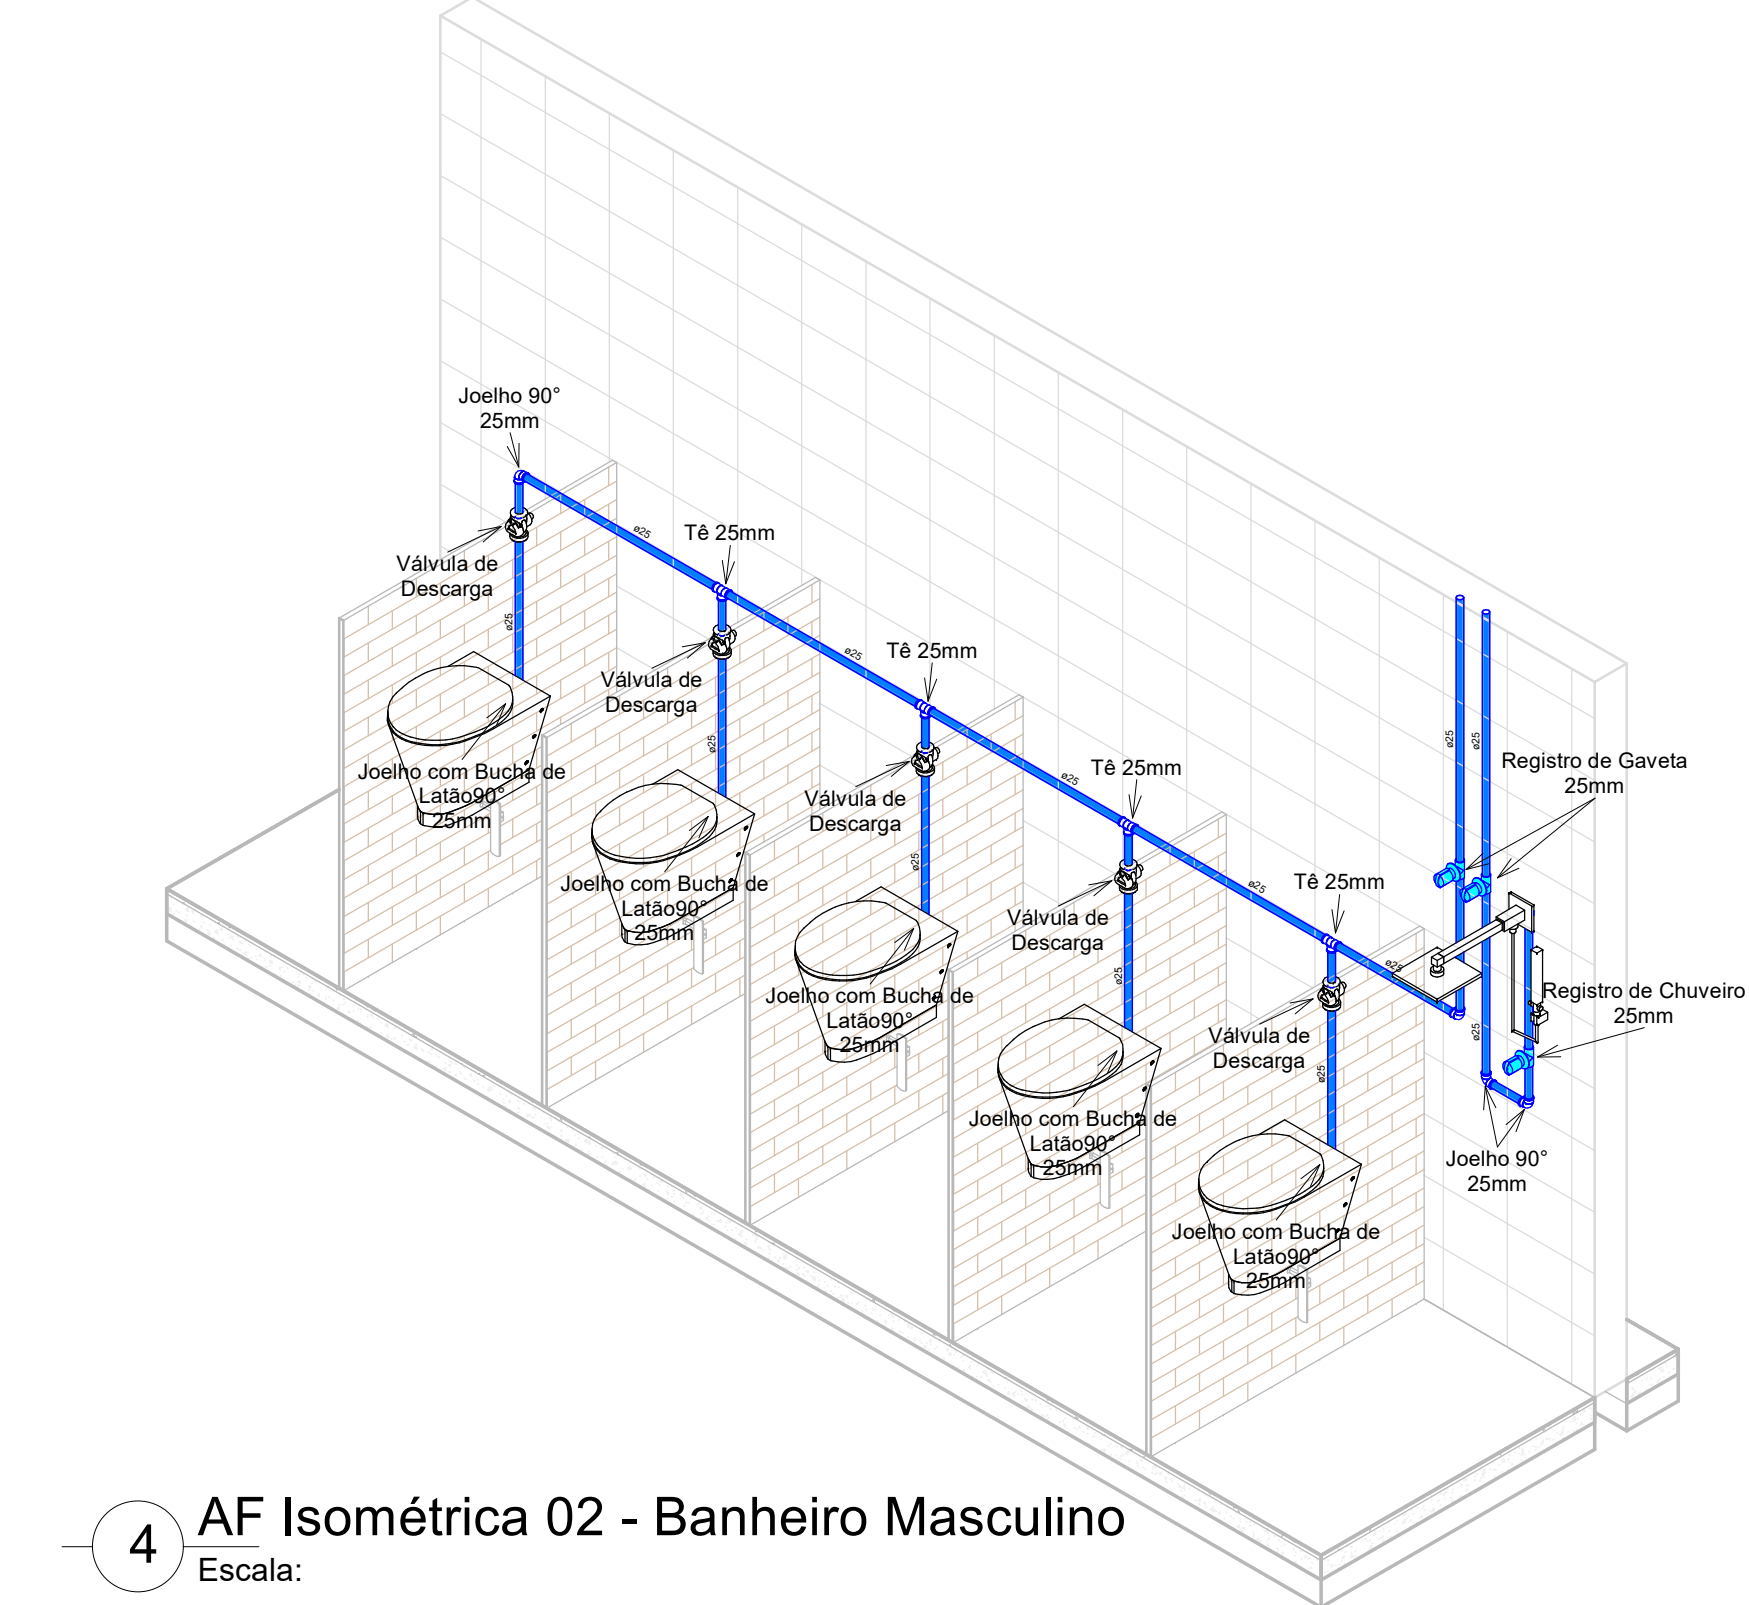 Joelho 90°
25mm
ø25
Tê 25mm
Válvula de
Descarga
ø25
ø25
Tê 25mm
Válvula de
Descarga
ø25
ø25
Tê 25mm
Válvula de
Descarga
ø25
ø25
Tê 25mm
Válvula de
Descarga
ø25
ø25
Tê 25mm
Válvula de
Descarga
ø25
ø25
ø25
ø25
ø25
Registro de Gaveta
25mm
Registro de Chuveiro
25mm
Joelho 90°
25mm
Joelho com Bucha de
Latão90°
25mm
Joelho com Bucha de
Latão90°
25mm
Joelho com Bucha de
Latão90°
25mm
Joelho com Bucha de
Latão90°
25mm
Joelho com Bucha de
Latão90°
25mm
4
AF Isométrica 02 - Banheiro Masculino
Escala: